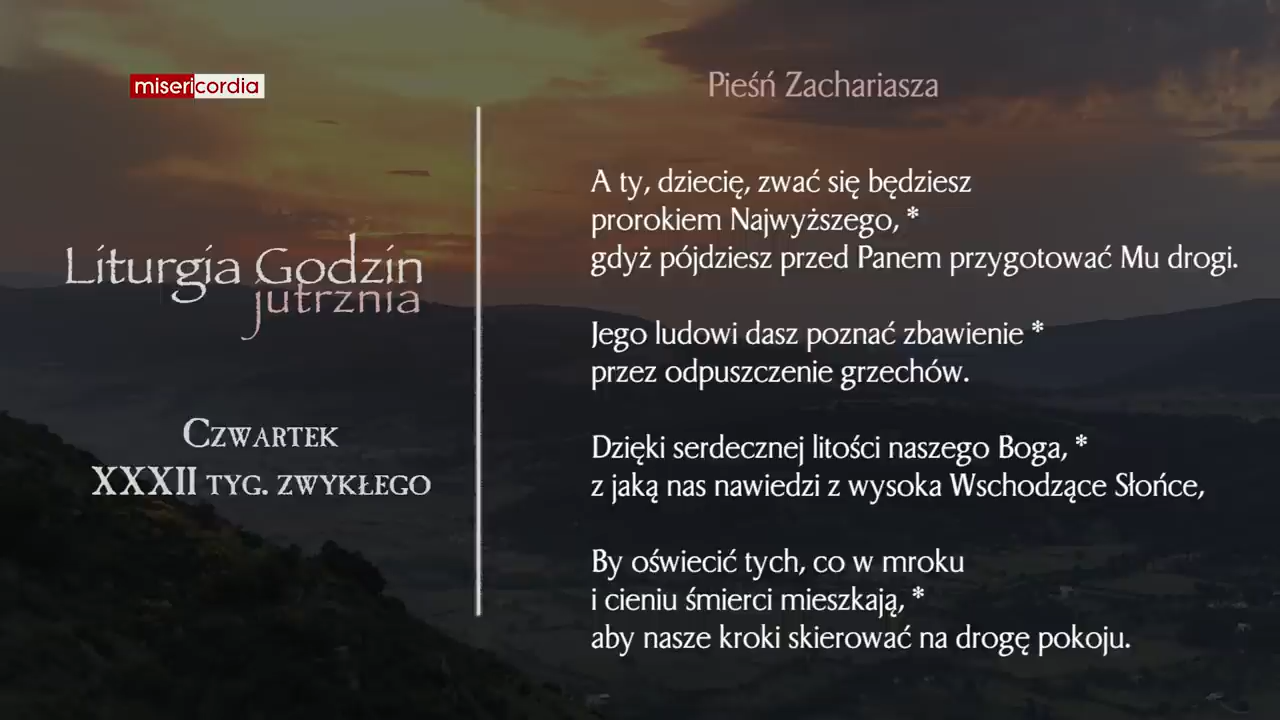 misericordia
Pieśń Zachariasza
Liturgia Godzin
jutrznia
Czwartek
XXXII tyg. zwykłego
A ty, dziecię, zwać się będziesz
prorokiem Najwyższego, *
gdyż pójdziesz przed Panem przygotować Mu drogi.
Jego ludowi dasz poznać zbawienie *
przez odpuszczenie grzechów.
Dzięki serdecznej litości naszego Boga, *
z jaką nas nawiedzi z wysoka Wschodzące Słońce,
By oświecić tych, co w mroku
i cieniu śmierci mieszkają, *
aby nasze kroki skierować na drogę pokoju.